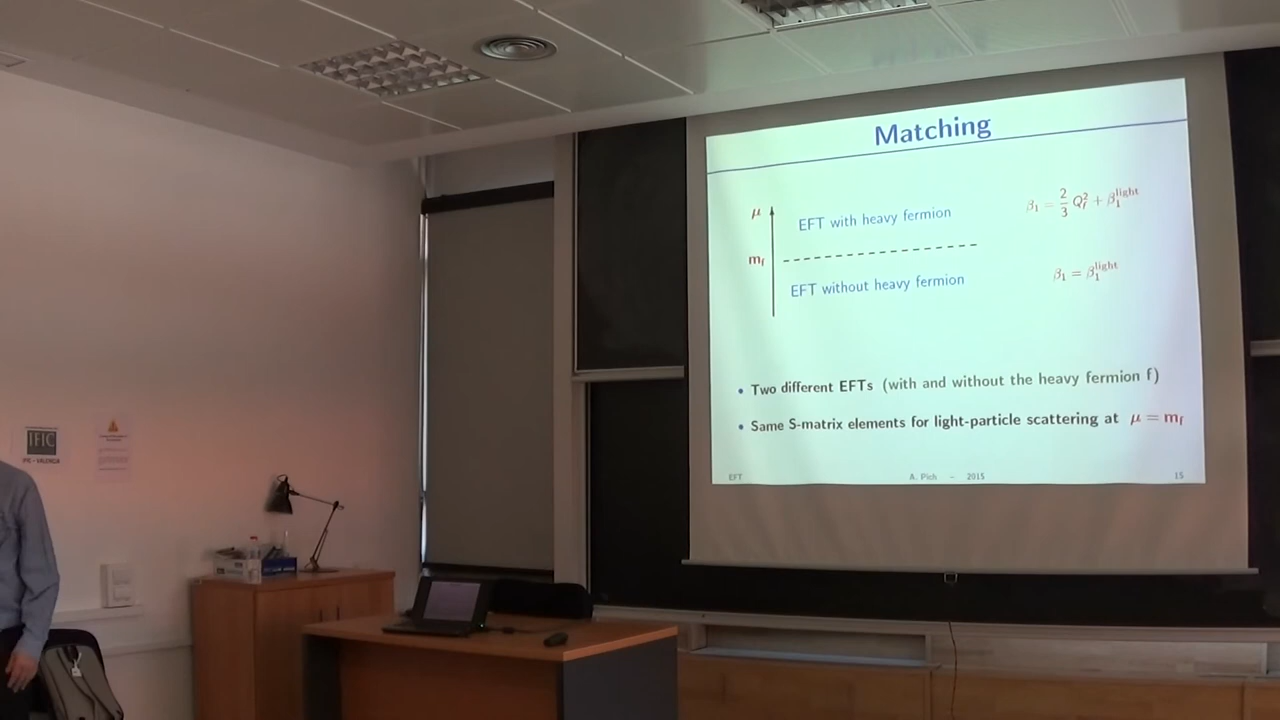 Matching
μ
EFT with heavy fermion
β₁ = 2/3 Q_f² + β₁^light
m_f
EFT without heavy fermion
β₁ = β₁^light
• Two different EFTs (with and without the heavy fermion f)
• Same S-matrix elements for light-particle scattering at μ = m_f
EFT
A. Pich – 2015
15
IFIC
IFIC - VALENCIA